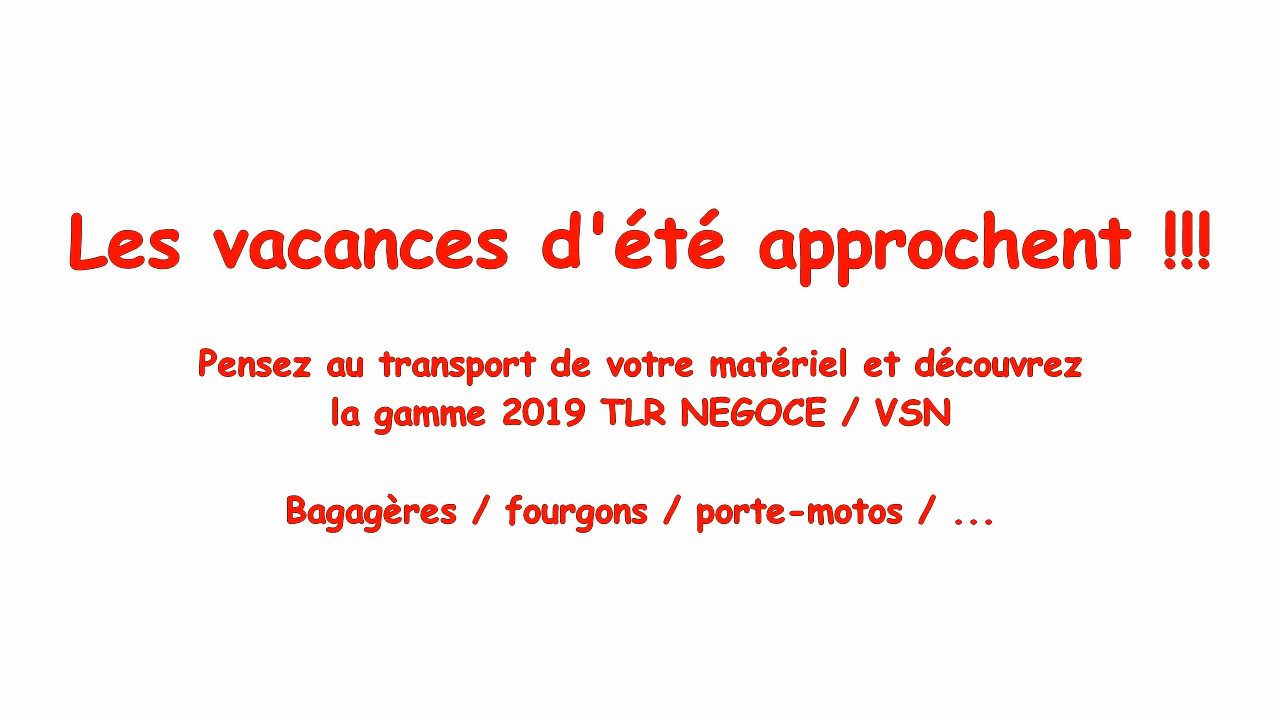 Les vacances d'été approchent !!!
Pensez au transport de votre matériel et découvrez
la gamme 2019 TLR NEGOCE / VSN
Bagagères / fourgons / porte-motos / ...